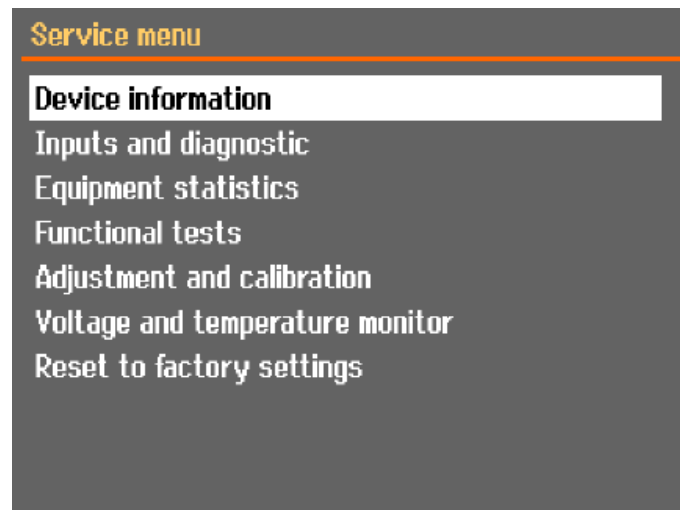 Service menu
Device information
Inputs and diagnostic
Equipment statistics
Functional tests
Adjustment and calibration
Voltage and temperature monitor
Reset to factory settings